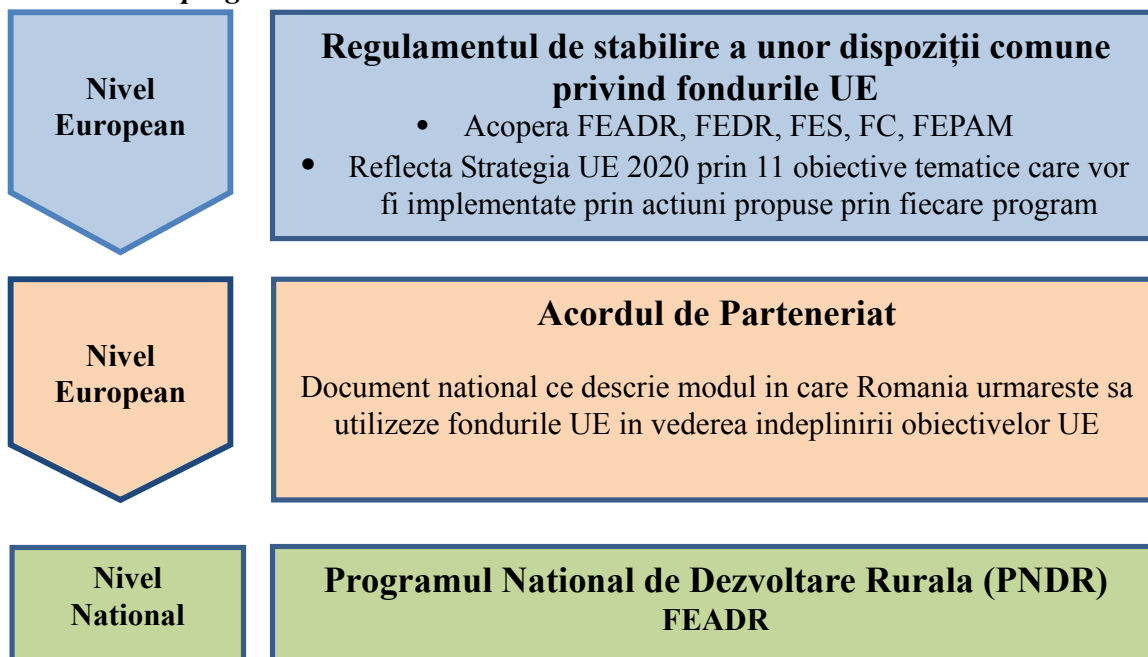 Nivel
European
Regulamentul de stabilire a unor dispoziții comune
privind fondurile UE
• Acopera FEADR, FEDR, FES, FC, FEPAM
• Reflecta Strategia UE 2020 prin 11 obiective tematice care vor
fi implementate prin actiuni propuse prin fiecare program
Nivel
European
Acordul de Parteneriat
Document national ce descrie modul in care Romania urmareste sa
utilizeze fondurile UE in vederea indeplinirii obiectivelor UE
Nivel
National
Programul National de Dezvoltare Rurala (PNDR)
FEADR